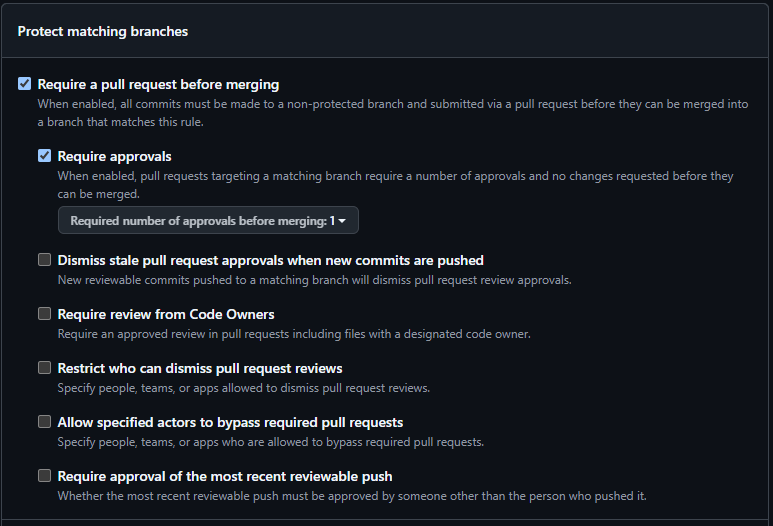 Protect matching branches
Require a pull request before merging
When enabled, all commits must be made to a non-protected branch and submitted via a pull request before they can be merged into
a branch that matches this rule.
Require approvals
When enabled, pull requests targeting a matching branch require a number of approvals and no changes requested before they
can be merged.
Required number of approvals before merging: 1
Dismiss stale pull request approvals when new commits are pushed
New reviewable commits pushed to a matching branch will dismiss pull request review approvals.
Require review from Code Owners
Require an approved review in pull requests including files with a designated code owner.
Restrict who can dismiss pull request reviews
Specify people, teams, or apps allowed to dismiss pull request reviews.
Allow specified actors to bypass required pull requests
Specify people, teams, or apps who are allowed to bypass required pull requests.
Require approval of the most recent reviewable push
Whether the most recent reviewable push must be approved by someone other than the person who pushed it.